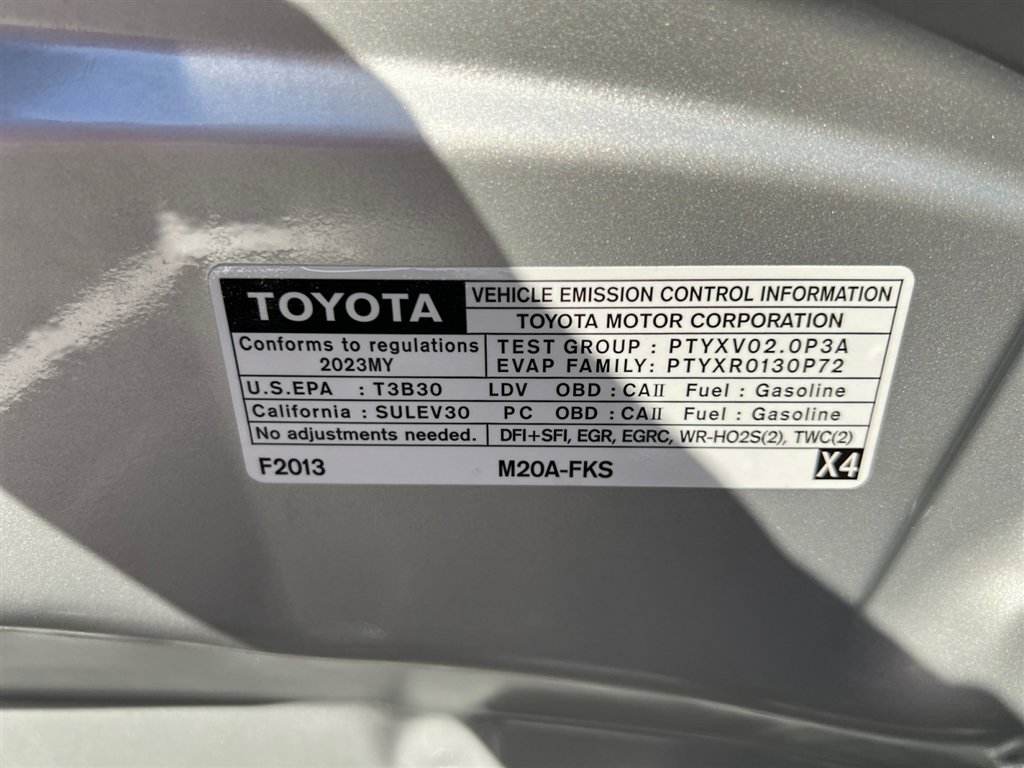 TOYOTA
VEHICLE EMISSION CONTROL INFORMATION
TOYOTA MOTOR CORPORATION
Conforms to regulations
2023MY
TEST GROUP : PTYXV02.0P3A
EVAP FAMILY: PTYXR0130P72
U.S.EPA : T3B30 LDV OBD : CAII Fuel : Gasoline
California : SULEV30 PC OBD : CAII Fuel : Gasoline
No adjustments needed. DFI+SFI, EGR, EGRC, WR-HO2S(2), TWC(2)
F2013 M20A-FKS X4